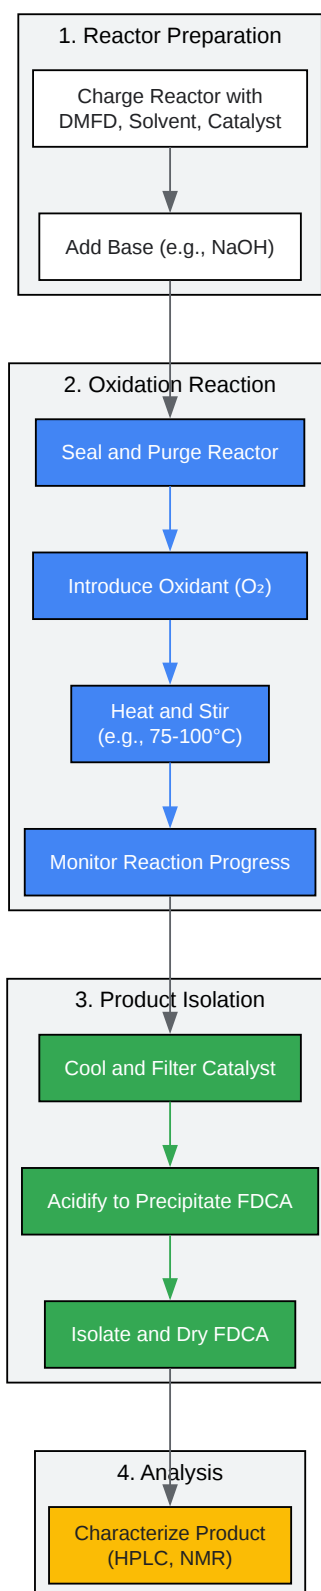 1. Reactor Preparation
Charge Reactor with
DMFD, Solvent, Catalyst
Add Base (e.g., NaOH)
2. Oxidation Reaction
Seal and Purge Reactor
Introduce Oxidant (O₂)
Heat and Stir
(e.g., 75-100°C)
Monitor Reaction Progress
3. Product Isolation
Cool and Filter Catalyst
Acidify to Precipitate FDCA
Isolate and Dry FDCA
4. Analysis
Characterize Product
(HPLC, NMR)